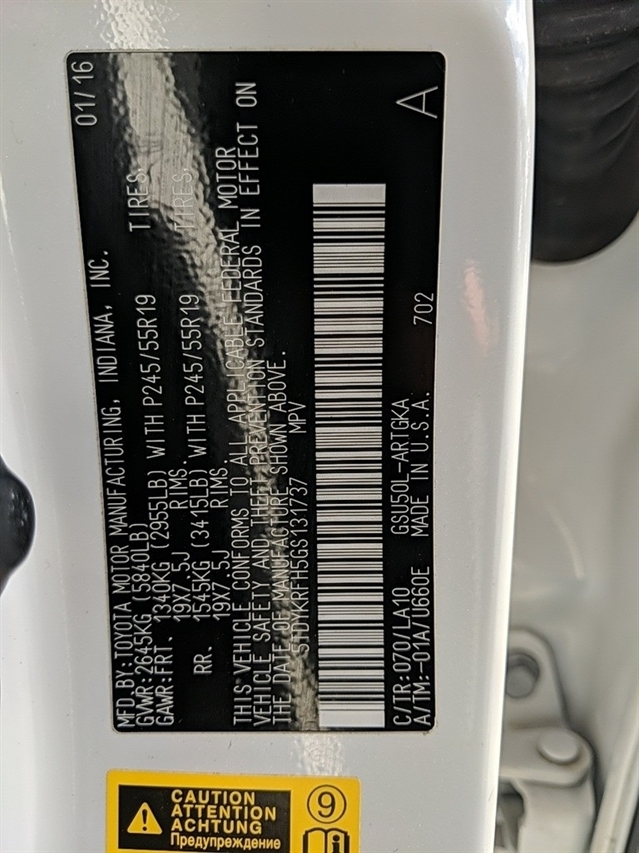 MFD. BY: TOYOTA MOTOR MANUFACTURING, INDIANA, INC. 01/16
GVWR: 2645KG (5840LB)
GAWR: FRT. 1340KG (2955LB) WITH P245/55R19 TIRES,
19X7.5J RIMS.
RR. 1545KG (3415LB) WITH P245/55R19 TIRES,
19X7.5J RIMS.
THIS VEHICLE CONFORMS TO ALL APPLICABLE FEDERAL MOTOR
VEHICLE SAFETY AND THEFT PREVENTION STANDARDS IN EFFECT ON
THE DATE OF MANUFACTURE SHOWN ABOVE.
5TDYKRFH5GS131737 MPV
C/TR: 070/LA10 GSU50L-ARTGKA 702 A
A/TM: -01A/U660E MADE IN U.S.A.
CAUTION
ATTENTION
ACHTUNG
Предупреждение
9